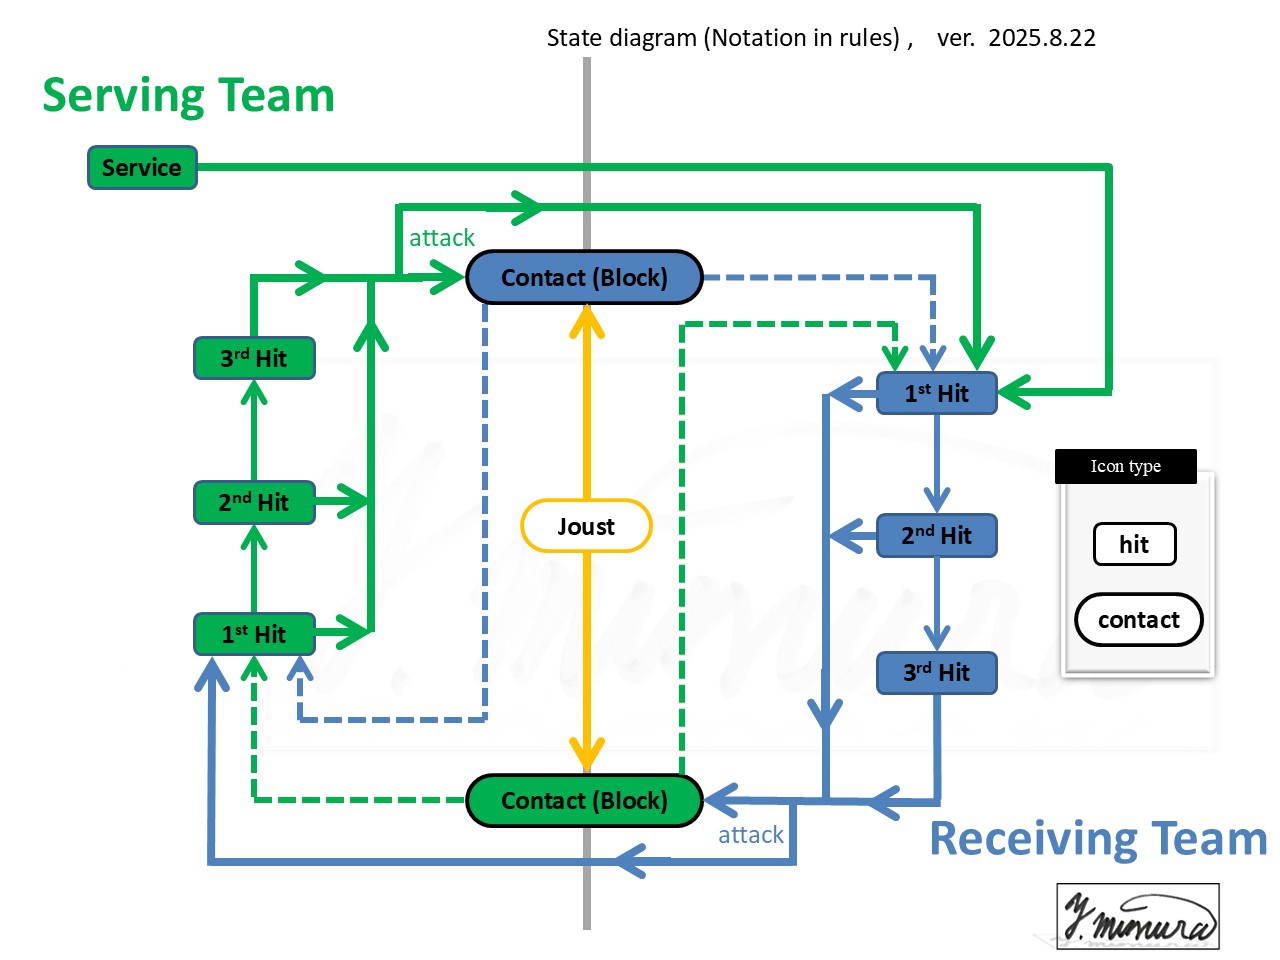 State diagram (Notation in rules) ,    ver.  2025.8.22
Serving Team
Service
attack
Contact (Block)
3rd Hit
1st Hit
Icon type
2nd Hit
Joust
2nd Hit
hit
contact
1st Hit
3rd Hit
Contact (Block)
attack
Receiving Team
Y. mimura